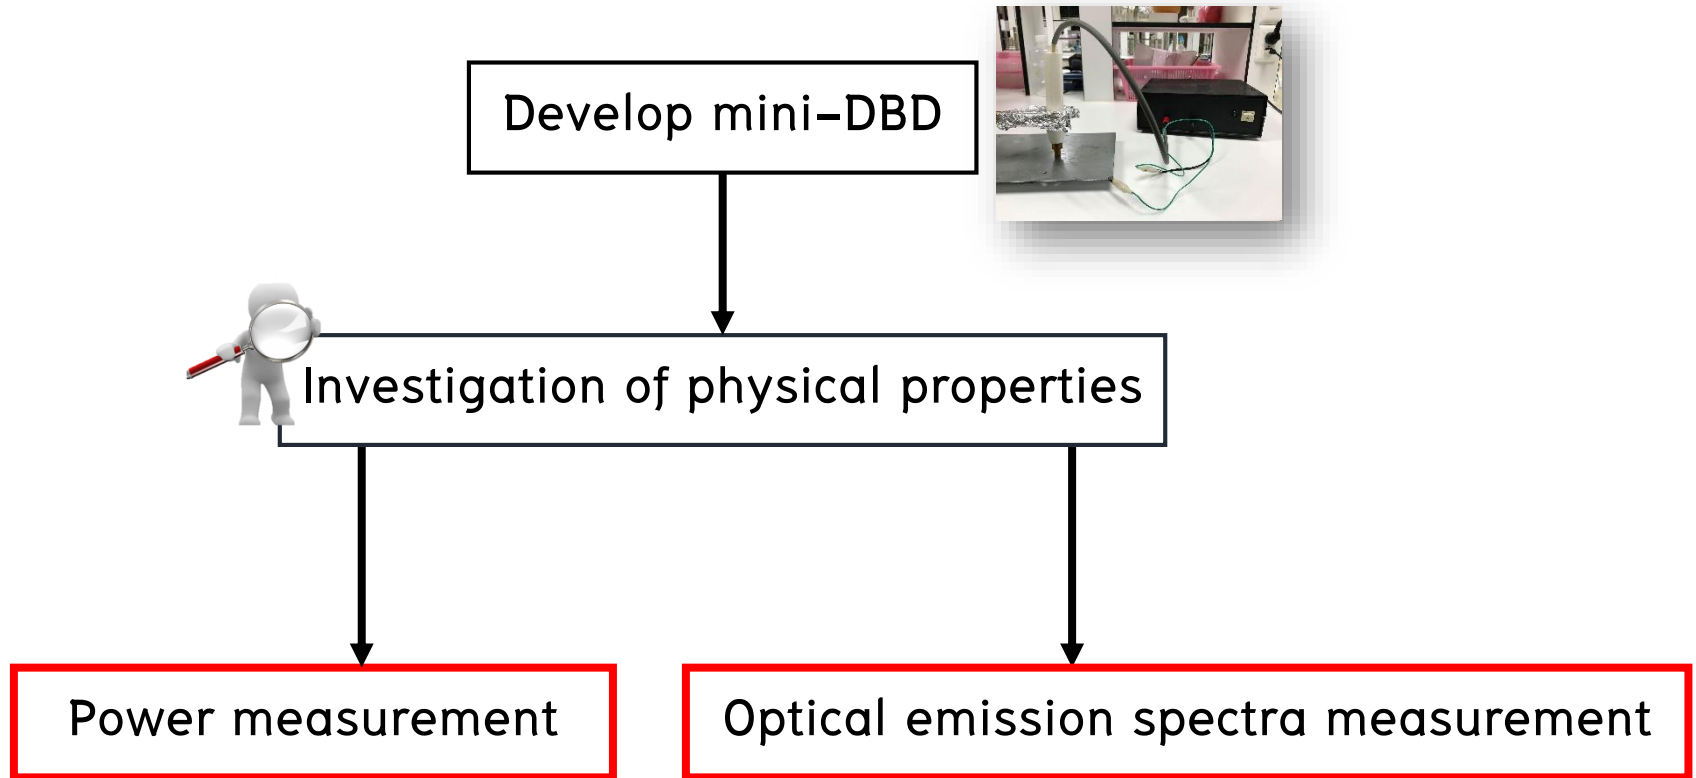 Develop mini-DBD
Investigation of physical properties
Power measurement
Optical emission spectra measurement